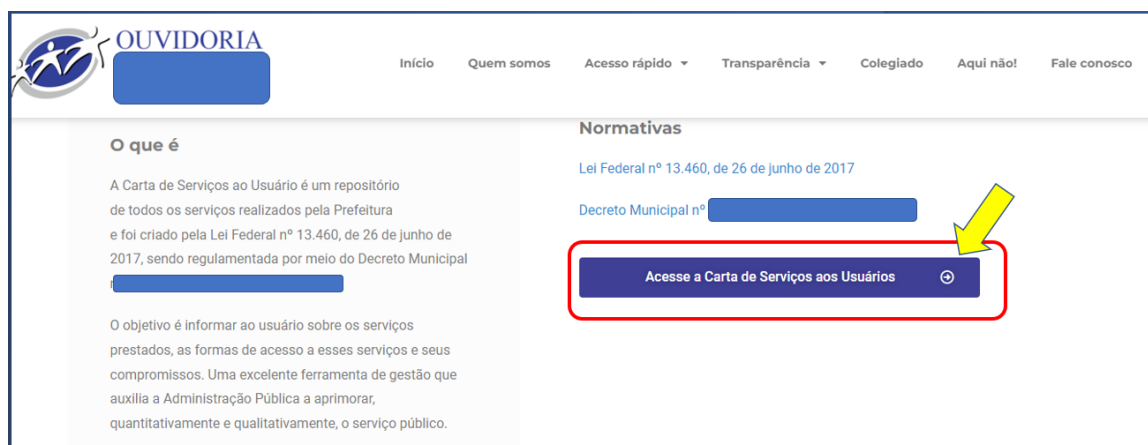 OUVIDORIA
Início Quem somos Acesso rápido Transparência Colegiado Aqui não! Fale conosco
O que é
A Carta de Serviços ao Usuário é um repositório
de todos os serviços realizados pela Prefeitura
e foi criado pela Lei Federal nº 13.460, de 26 de junho de
2017, sendo regulamentada por meio do Decreto Municipal
O objetivo é informar ao usuário sobre os serviços
prestados, as formas de acesso a esses serviços e seus
compromissos. Uma excelente ferramenta de gestão que
auxilia a Administração Pública a aprimorar,
quantitativamente e qualitativamente, o serviço público.
Normativas
Lei Federal nº 13.460, de 26 de junho de 2017
Decreto Municipal nº
Acesse a Carta de Serviços aos Usuários